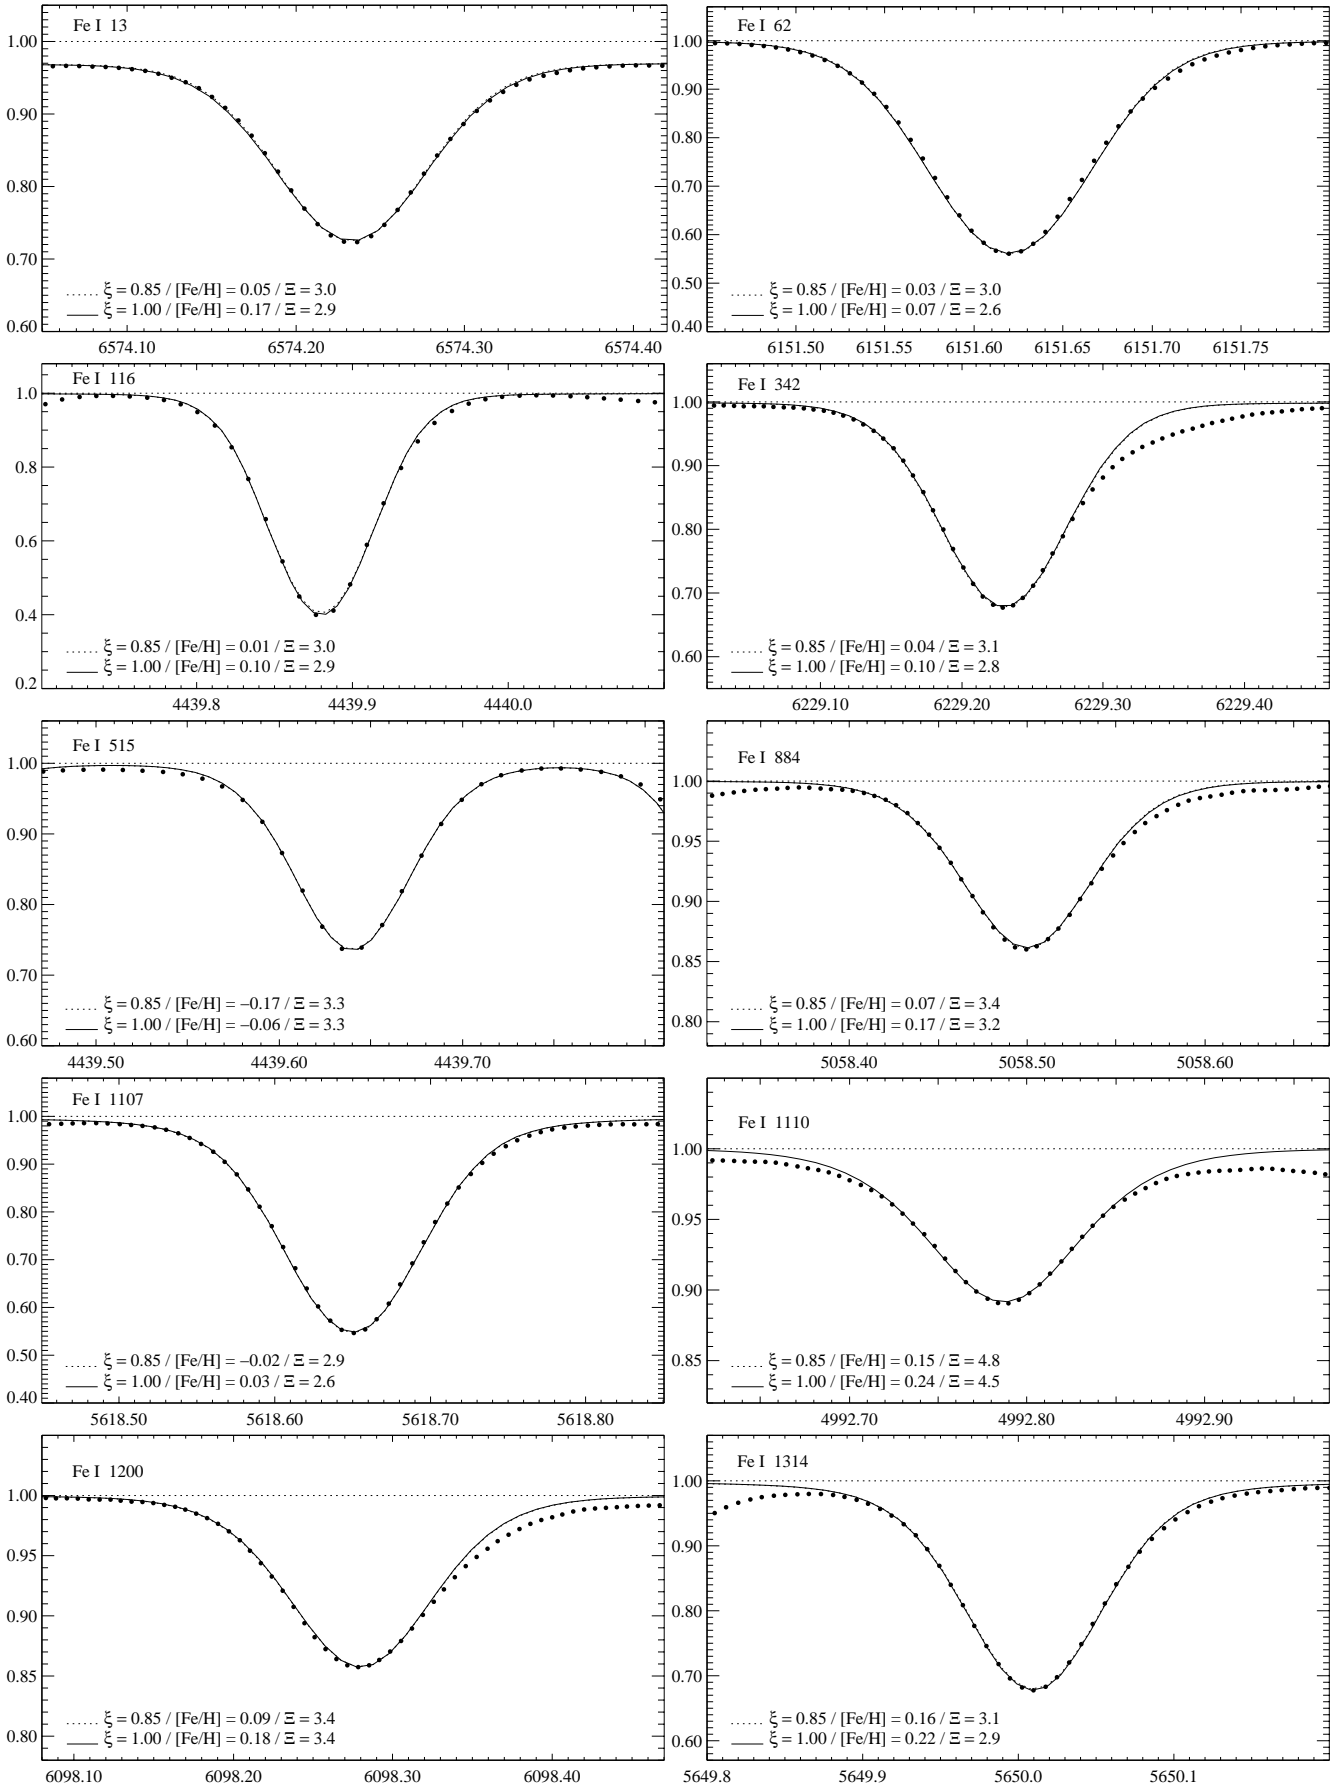 Fe I 13
1.00
0.90
0.80
0.70
0.60
ξ = 0.85 / [Fe/H] = 0.05 / Ξ = 3.0
ξ = 1.00 / [Fe/H] = 0.17 / Ξ = 2.9
6574.10 6574.20 6574.30 6574.40
Fe I 62
1.00
0.90
0.80
0.70
0.60
0.50
0.40
ξ = 0.85 / [Fe/H] = 0.03 / Ξ = 3.0
ξ = 1.00 / [Fe/H] = 0.07 / Ξ = 2.6
6151.50 6151.55 6151.60 6151.65 6151.70 6151.75
Fe I 116
1.0
0.8
0.6
0.4
0.2
ξ = 0.85 / [Fe/H] = 0.01 / Ξ = 3.0
ξ = 1.00 / [Fe/H] = 0.10 / Ξ = 2.9
4439.8 4439.9 4440.0
Fe I 342
1.00
0.90
0.80
0.70
0.60
ξ = 0.85 / [Fe/H] = 0.04 / Ξ = 3.1
ξ = 1.00 / [Fe/H] = 0.10 / Ξ = 2.8
6229.10 6229.20 6229.30 6229.40
Fe I 515
1.00
0.90
0.80
0.70
0.60
ξ = 0.85 / [Fe/H] = −0.17 / Ξ = 3.3
ξ = 1.00 / [Fe/H] = −0.06 / Ξ = 3.3
4439.50 4439.60 4439.70
Fe I 884
1.00
0.95
0.90
0.85
0.80
ξ = 0.85 / [Fe/H] = 0.07 / Ξ = 3.4
ξ = 1.00 / [Fe/H] = 0.17 / Ξ = 3.2
5058.40 5058.50 5058.60
Fe I 1107
1.00
0.90
0.80
0.70
0.60
0.50
0.40
ξ = 0.85 / [Fe/H] = −0.02 / Ξ = 2.9
ξ = 1.00 / [Fe/H] = 0.03 / Ξ = 2.6
5618.50 5618.60 5618.70 5618.80
Fe I 1110
1.00
0.95
0.90
0.85
ξ = 0.85 / [Fe/H] = 0.15 / Ξ = 4.8
ξ = 1.00 / [Fe/H] = 0.24 / Ξ = 4.5
4992.70 4992.80 4992.90
Fe I 1200
1.00
0.95
0.90
0.85
0.80
ξ = 0.85 / [Fe/H] = 0.09 / Ξ = 3.4
ξ = 1.00 / [Fe/H] = 0.18 / Ξ = 3.4
6098.10 6098.20 6098.30 6098.40
Fe I 1314
1.00
0.90
0.80
0.70
0.60
ξ = 0.85 / [Fe/H] = 0.16 / Ξ = 3.1
ξ = 1.00 / [Fe/H] = 0.22 / Ξ = 2.9
5649.8 5649.9 5650.0 5650.1